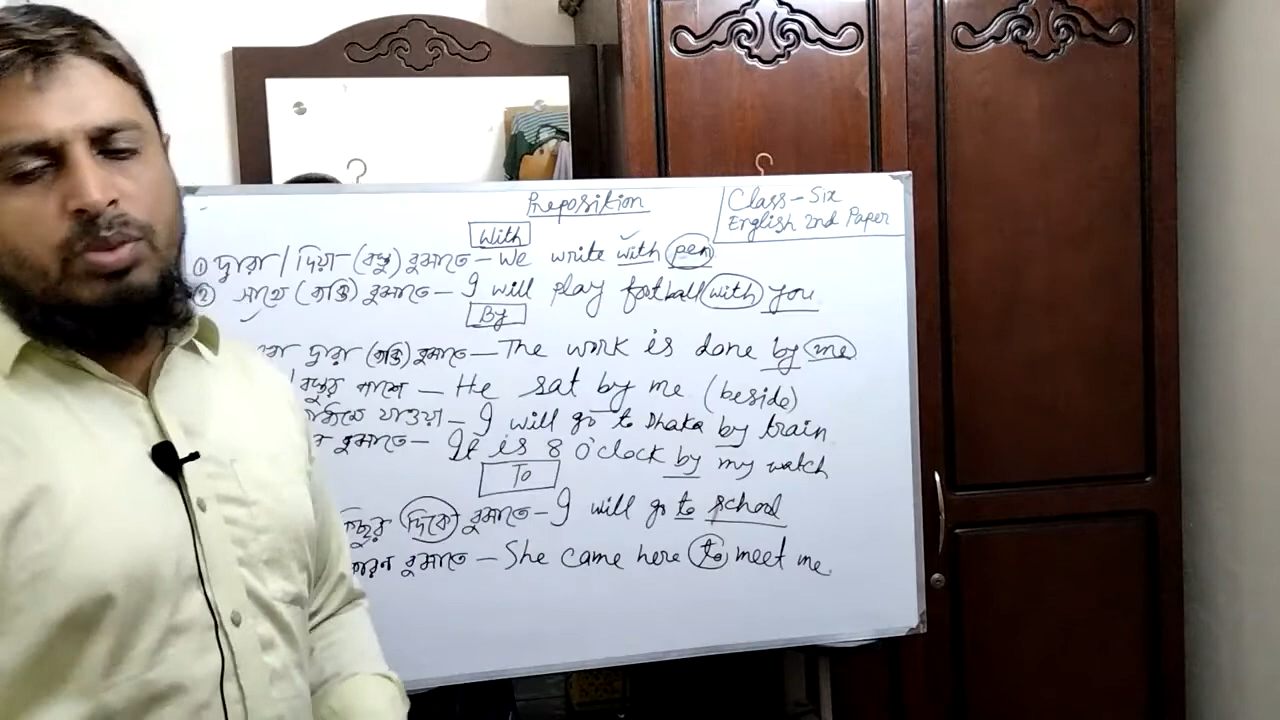 Preposition
Class-Six
English 2nd Paper
With
① দ্বারা / দিয়া (বস্তু) বুঝাতে - We write with pen
② সাথে (ব্যক্তি) বুঝাতে - I will play football with you
By
দ্বারা (ব্যক্তি) বুঝাতে - The work is done by me
পাশে - He sat by me (beside)
যাওয়া - I will go to Dhaka by train
বুঝাতে - It is 8 O'clock by my watch
To
কিছুর (দিকে) বুঝাতে - I will go to school
কারণ বুঝাতে - She came here to meet me.